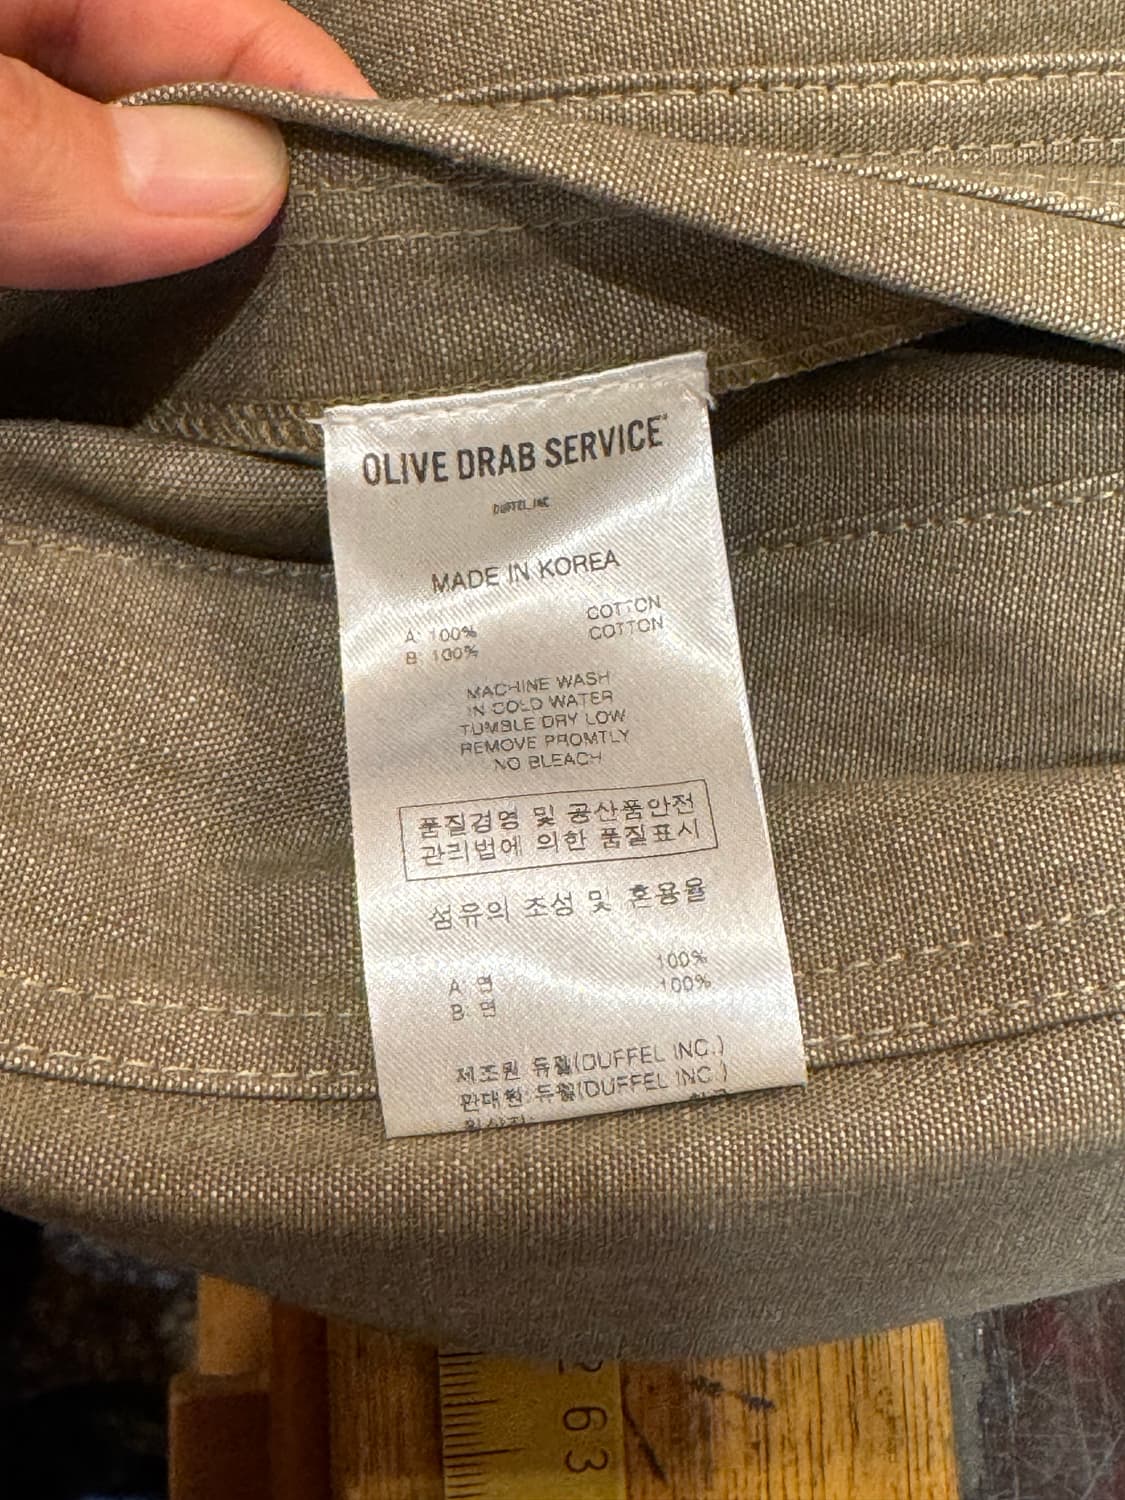 OLIVE DRAB SERVICE
DUFFEL INC
MADE IN KOREA
A: 100% COTTON
B: 100% COTTON
MACHINE WASH
IN COLD WATER
TUMBLE DRY LOW
REMOVE PROMTLY
NO BLEACH
품질경영 및 공산품안전
관리법에 의한 품질표시
섬유의 조성 및 혼용율
A: 면 100%
B: 면 100%
제조원 듀펠(DUFFEL INC.)
판매원: 듀펠(DUFFEL INC.)
63